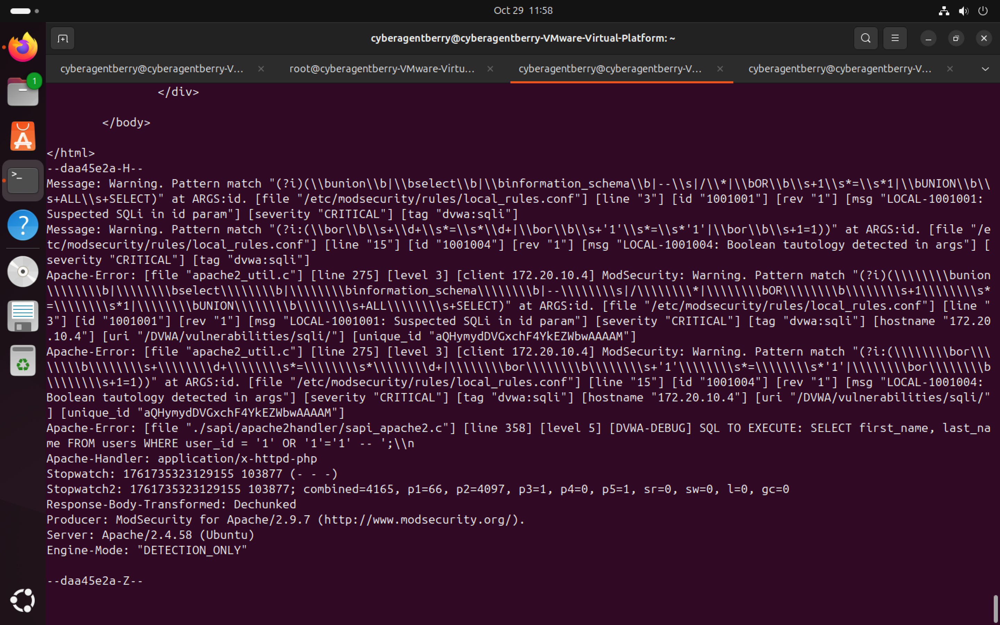 Oct 29 11:58
cyberagentberry@cyberagentberry-VMware-Virtual-Platform: ~
cyberagentberry@cyberagentberry-V...
root@cyberagentberry-VMware-Virtu...
cyberagentberry@cyberagentberry-V...
cyberagentberry@cyberagentberry-V...
1
</div>
</body>
</html>
--daa45e2a-H--
Message: Warning. Pattern match "(?i)(\\bunion\\b|\\bselect\\b|\\binformation_schema\\b|--\\s|/\\*|\\bOR\\b\\s+1\\s*=\\s*1|\\bUNION\\b\\
s+ALL\\s+SELECT)" at ARGS:id. [file "/etc/modsecurity/rules/local_rules.conf"] [line "3"] [id "1001001"] [rev "1"] [msg "LOCAL-1001001:
Suspected SQLi in id param"] [severity "CRITICAL"] [tag "dvwa:sqli"]
Message: Warning. Pattern match "(?i:(\\bor\\b\\s+\\d+\\s*=\\s*\\d+|\\bor\\b\\s+'1'\\s*=\\s*'1'|\\bor\\b\\s+1=1))" at ARGS:id. [file "/e
tc/modsecurity/rules/local_rules.conf"] [line "15"] [id "1001004"] [rev "1"] [msg "LOCAL-1001004: Boolean tautology detected in args"] [
severity "CRITICAL"] [tag "dvwa:sqli"]
Apache-Error: [file "apache2_util.c"] [line 275] [level 3] [client 172.20.10.4] ModSecurity: Warning. Pattern match "(?i)(\\\\\\\\bunion
\\\\\\\\b|\\\\\\\\bselect\\\\\\\\b|\\\\\\\\binformation_schema\\\\\\\\b|--\\\\\\\\s|/\\\\\\\\*|\\\\\\\\bOR\\\\\\\\b\\\\\\\\s+1\\\\\\\\s*
=\\\\\\\\s*1|\\\\\\\\bUNION\\\\\\\\b\\\\\\\\s+ALL\\\\\\\\s+SELECT)" at ARGS:id. [file "/etc/modsecurity/rules/local_rules.conf"] [line "
3"] [id "1001001"] [rev "1"] [msg "LOCAL-1001001: Suspected SQLi in id param"] [severity "CRITICAL"] [tag "dvwa:sqli"] [hostname "172.20
.10.4"] [uri "/DVWA/vulnerabilities/sqli/"] [unique_id "aQHymydDVGxchF4YkEZWbwAAAAM"]
Apache-Error: [file "apache2_util.c"] [line 275] [level 3] [client 172.20.10.4] ModSecurity: Warning. Pattern match "(?i:(\\\\\\\\bor\\\
\\\\\b\\\\\\\\s+\\\\\\\\d+\\\\\\\\s*=\\\\\\\\s*\\\\\\\\d+|\\\\\\\\bor\\\\\\\\b\\\\\\\\s+'1'\\\\\\\\s*=\\\\\\\\s*'1'|\\\\\\\\bor\\\\\\\\b
\\\\\\\\s+1=1))" at ARGS:id. [file "/etc/modsecurity/rules/local_rules.conf"] [line "15"] [id "1001004"] [rev "1"] [msg "LOCAL-1001004:
Boolean tautology detected in args"] [severity "CRITICAL"] [tag "dvwa:sqli"] [hostname "172.20.10.4"] [uri "/DVWA/vulnerabilities/sqli/"
] [unique_id "aQHymydDVGxchF4YkEZWbwAAAAM"]
Apache-Error: [file "./sapi/apache2handler/sapi_apache2.c"] [line 358] [level 5] [DVWA-DEBUG] SQL TO EXECUTE: SELECT first_name, last_na
me FROM users WHERE user_id = '1' OR '1'='1' -- ';\\n
Apache-Handler: application/x-httpd-php
Stopwatch: 1761735323129155 103877 (- - -)
Stopwatch2: 1761735323129155 103877; combined=4165, p1=66, p2=4097, p3=1, p4=0, p5=1, sr=0, sw=0, l=0, gc=0
Response-Body-Transformed: Dechunked
Producer: ModSecurity for Apache/2.9.7 (http://www.modsecurity.org/).
Server: Apache/2.4.58 (Ubuntu)
Engine-Mode: "DETECTION_ONLY"
--daa45e2a-Z--